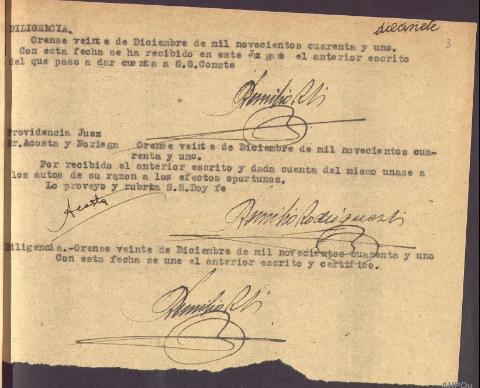 DILIGENCIA.
Orense veinte de Diciembre de mil novecientos cuarenta y uno.
Con esta fecha se ha recibido en este Juzgado el anterior escrito
del que paso a dar cuenta a S.S.Conste
3
Providencia Juez
Sr.Acosta y Noriega Orense veinte de Diciembre de mil novecientos cua-
renta y uno.
Por recibido el anterior escrito y dada cuenta del mismo unase a
los autos de su razon a los efectos oportunos.
Lo proveyo y rubrica S.S.Doy fe
Acosta
Diligencia.-Orense veinte de Diciembre de mil novecientos cuarenta y uno
Con esta fecha se une el anterior escrito y certifico.